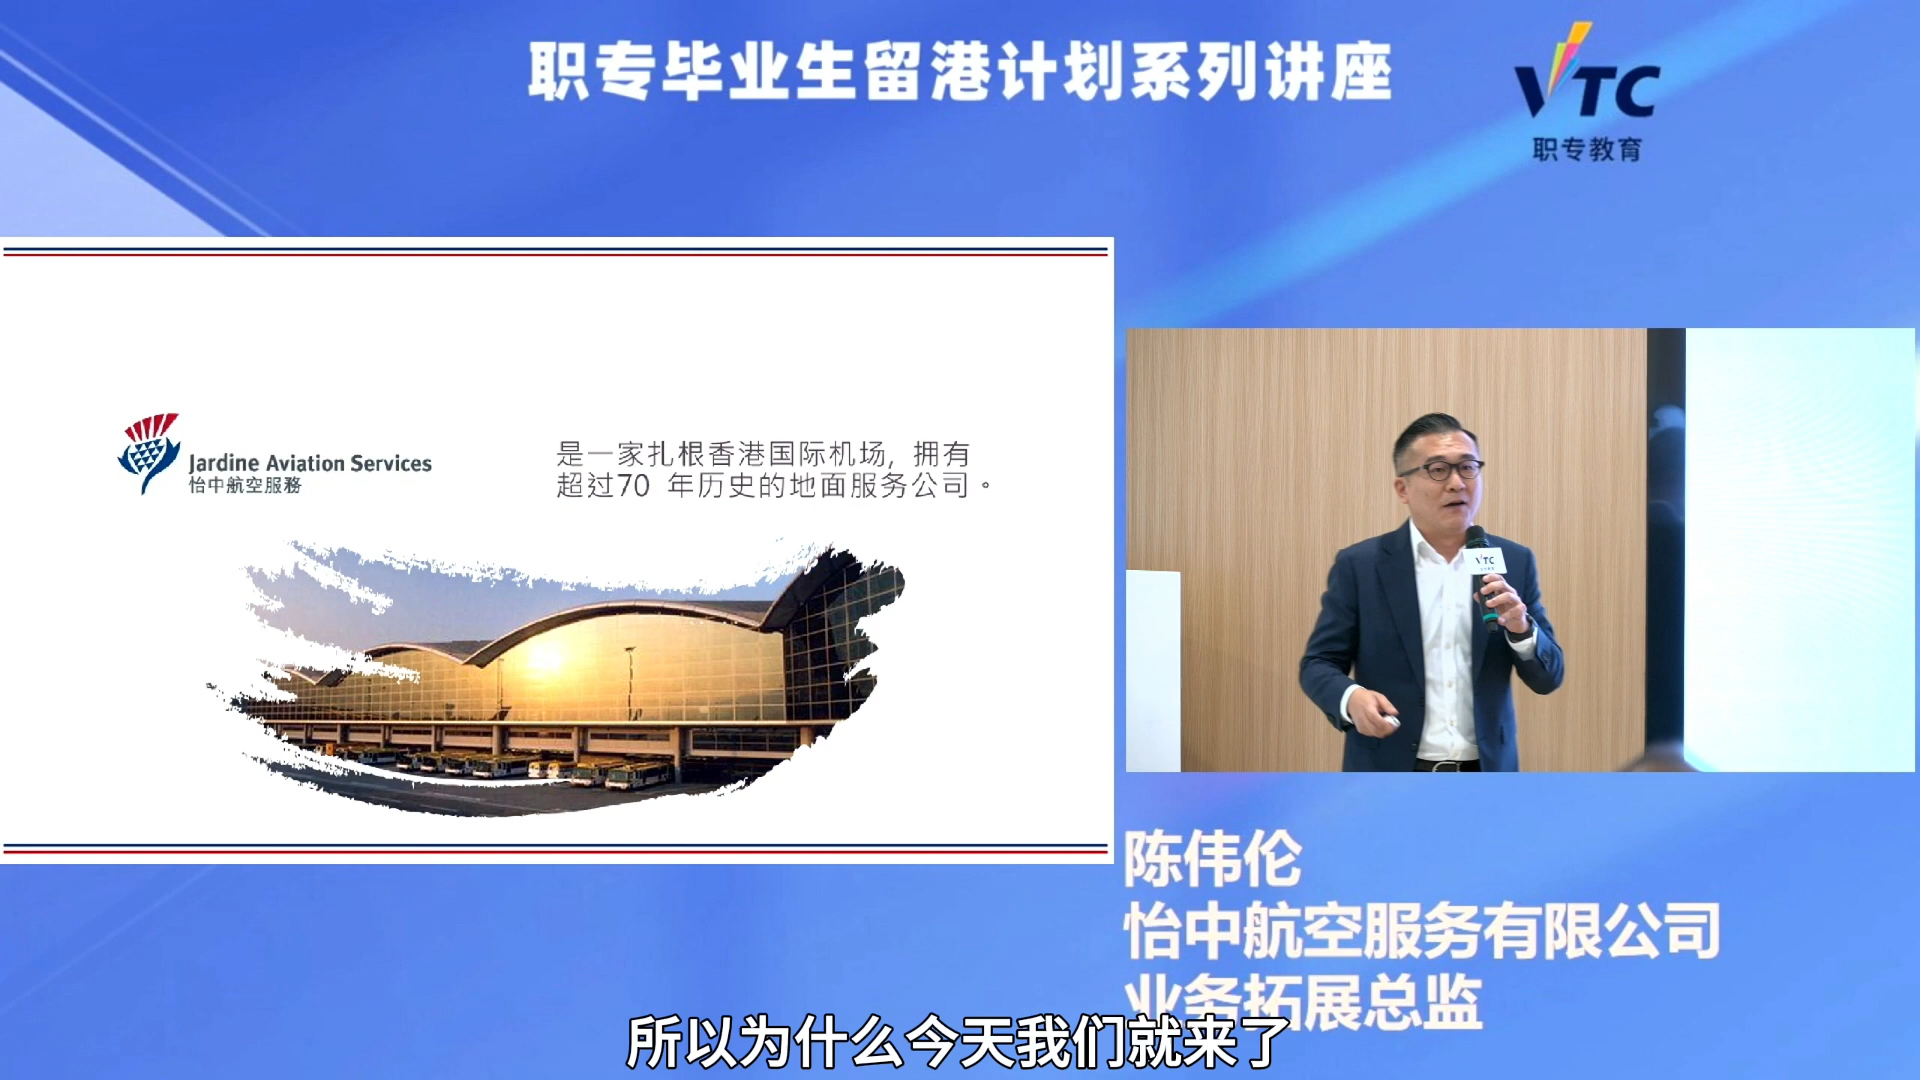 职专毕业生留港计划系列讲座
VTC
职专教育
Jardine Aviation Services
怡中航空服務
是一家扎根香港国际机场, 拥有
超过70 年历史的地面服务公司。
VTC
陈伟伦
怡中航空服务有限公司
业务拓展总监
所以为什么今天我们就来了